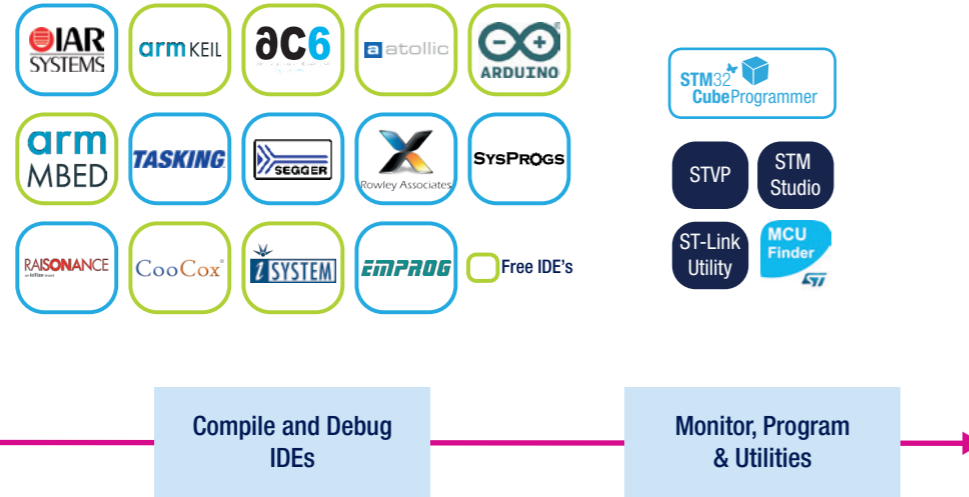 IAR
SYSTEMS
arm KEIL
ac6
a atollic
ARDUINO
STM32
CubeProgrammer
arm
MBED
TASKING
SEGGER
Rowley Associates
SYSPROGS
STVP
STM
Studio
RAISONANCE
CooCox
iSYSTEM
EMPROG
Free IDE's
ST-Link
Utility
MCU
Finder
ST
Compile and Debug
IDEs
Monitor, Program
& Utilities